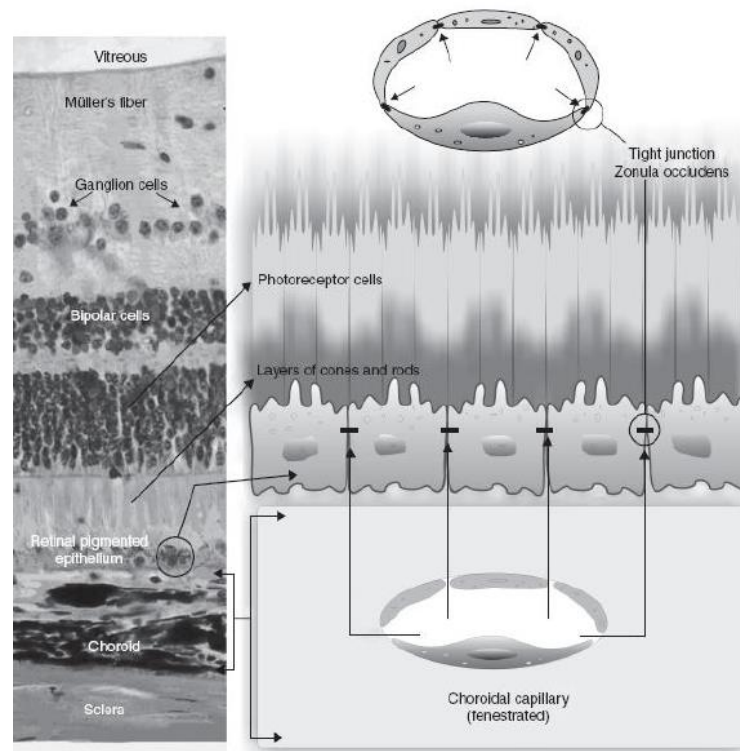 Vitreous
Müller's fiber
Ganglion cells
Tight junction
Zonula occludens
Photoreceptor cells
Bipolar cells
Layers of cones and rods
Retinal pigmented
epithelium
Choroid
Sclera
Choroidal capillary
(fenestrated)